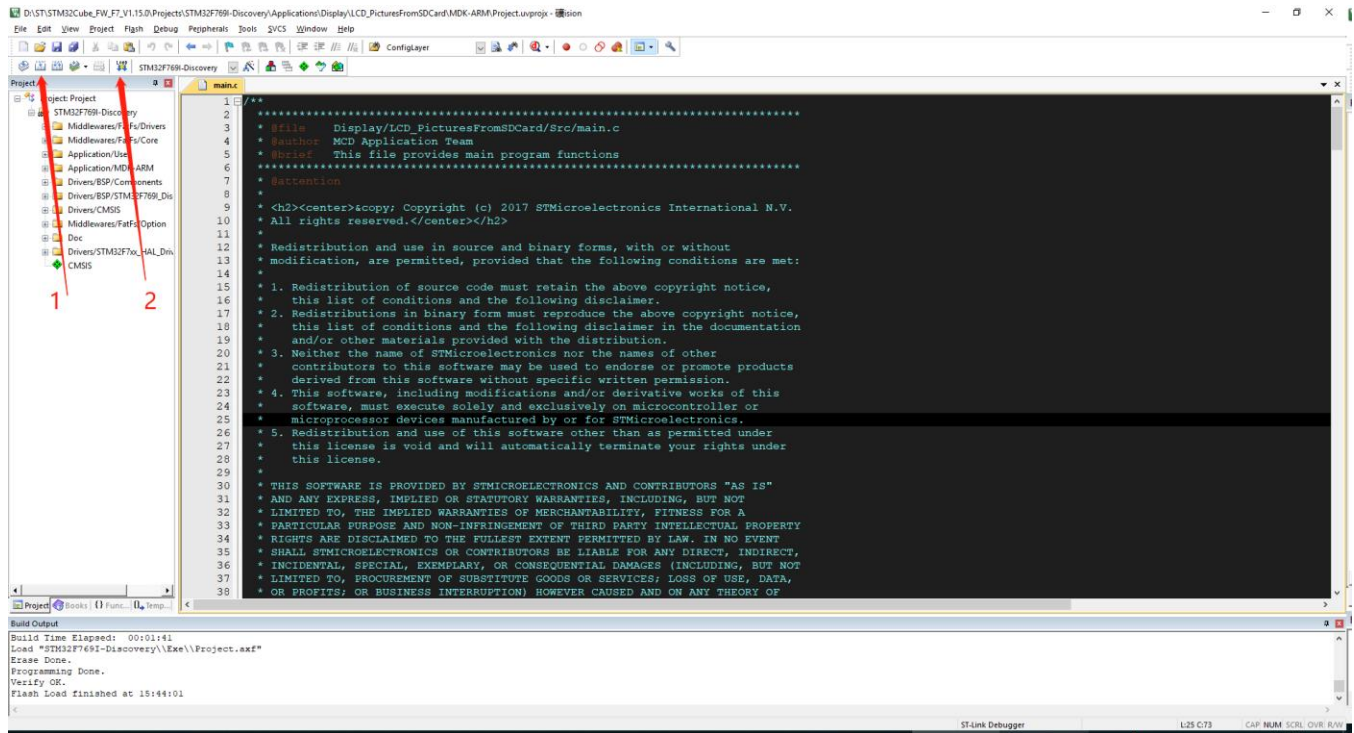 D:\ST\STM32Cube_FW_F7_V1.15.0\Projects\STM32F769I-Discovery\Applications\Display\LCD_PicturesFromSDCard\MDK-ARM\Project.uvprojx - 礦ision
File Edit View Project Flash Debug Peripherals Tools SVCS Window Help
ConfigLayer
STM32F769I-Discovery
Project
main.c
Project: Project
STM32F769I-Discovery
Middlewares/FatFs/Drivers
Middlewares/FatFs/Core
Application/User
Application/MDK-ARM
Drivers/BSP/Components
Drivers/BSP/STM32F769I_Dis
Drivers/CMSIS
Middlewares/FatFs/Option
Doc
Drivers/STM32F7xx_HAL_Driv
CMSIS
1 2
1 /**
2 ******************************************************************************
3 * @file Display/LCD_PicturesFromSDCard/Src/main.c
4 * @author MCD Application Team
5 * @brief This file provides main program functions
6 ******************************************************************************
7 * @attention
8 *
9 * <h2><center>&copy; Copyright (c) 2017 STMicroelectronics International N.V.
10 * All rights reserved.</center></h2>
11 *
12 * Redistribution and use in source and binary forms, with or without
13 * modification, are permitted, provided that the following conditions are met:
14 *
15 * 1. Redistribution of source code must retain the above copyright notice,
16 * this list of conditions and the following disclaimer.
17 * 2. Redistributions in binary form must reproduce the above copyright notice,
18 * this list of conditions and the following disclaimer in the documentation
19 * and/or other materials provided with the distribution.
20 * 3. Neither the name of STMicroelectronics nor the names of other
21 * contributors to this software may be used to endorse or promote products
22 * derived from this software without specific written permission.
23 * 4. This software, including modifications and/or derivative works of this
24 * software, must execute solely and exclusively on microcontroller or
25 * microprocessor devices manufactured by or for STMicroelectronics.
26 * 5. Redistribution and use of this software other than as permitted under
27 * this license is void and will automatically terminate your rights under
28 * this license.
29 *
30 * THIS SOFTWARE IS PROVIDED BY STMICROELECTRONICS AND CONTRIBUTORS "AS IS"
31 * AND ANY EXPRESS, IMPLIED OR STATUTORY WARRANTIES, INCLUDING, BUT NOT
32 * LIMITED TO, THE IMPLIED WARRANTIES OF MERCHANTABILITY, FITNESS FOR A
33 * PARTICULAR PURPOSE AND NON-INFRINGEMENT OF THIRD PARTY INTELLECTUAL PROPERTY
34 * RIGHTS ARE DISCLAIMED TO THE FULLEST EXTENT PERMITTED BY LAW. IN NO EVENT
35 * SHALL STMICROELECTRONICS OR CONTRIBUTORS BE LIABLE FOR ANY DIRECT, INDIRECT,
36 * INCIDENTAL, SPECIAL, EXEMPLARY, OR CONSEQUENTIAL DAMAGES (INCLUDING, BUT NOT
37 * LIMITED TO, PROCUREMENT OF SUBSTITUTE GOODS OR SERVICES; LOSS OF USE, DATA,
38 * OR PROFITS; OR BUSINESS INTERRUPTION) HOWEVER CAUSED AND ON ANY THEORY OF
Project Books {} Func... Temp...
Build Output
Build Time Elapsed: 00:01:41
Load "STM32F769I-Discovery\\Exe\\Project.axf"
Erase Done.
Programming Done.
Verify OK.
Flash Load finished at 15:44:01
ST-Link Debugger L:25 C:73 CAP NUM SCRL OVR R/W